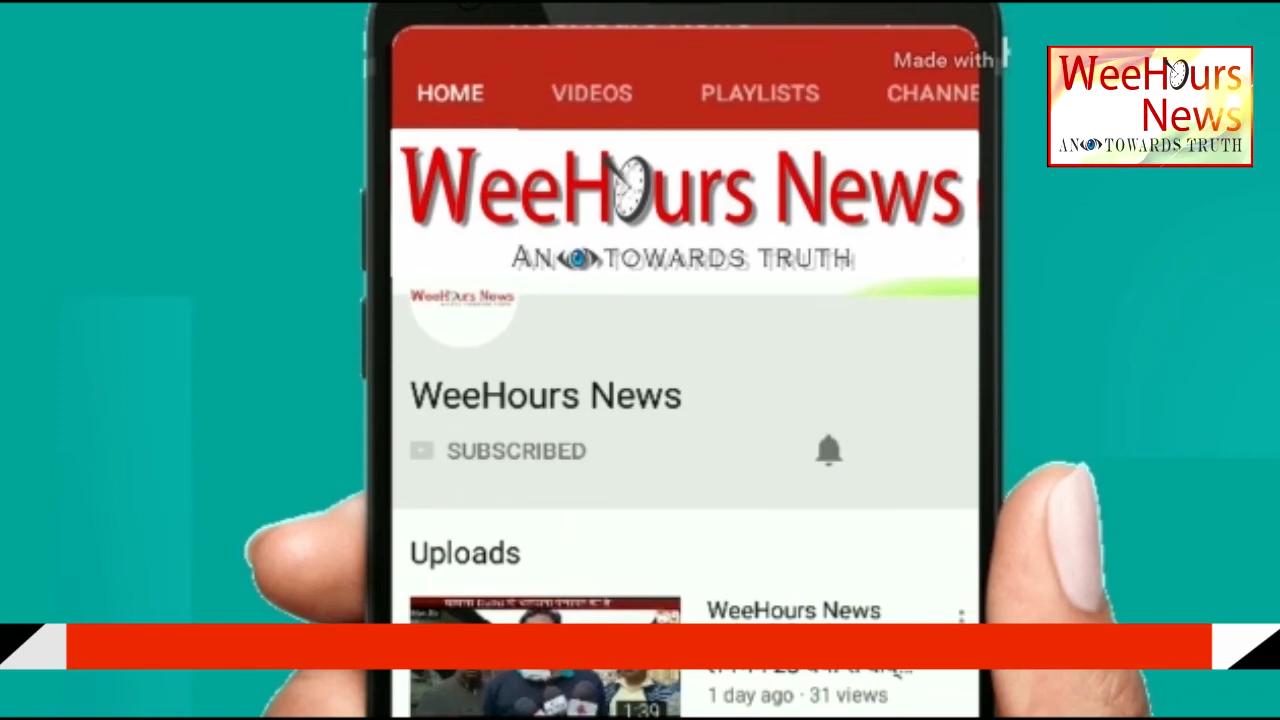 Made with
HOME VIDEOS PLAYLISTS CHANNE
WeeHours
News
AN TOWARDS TRUTH
WeeHours News
AN TOWARDS TRUTH
WeeHours News
WeeHours News
SUBSCRIBED
Uploads
WeeHours News
1 day ago · 31 views
1:39